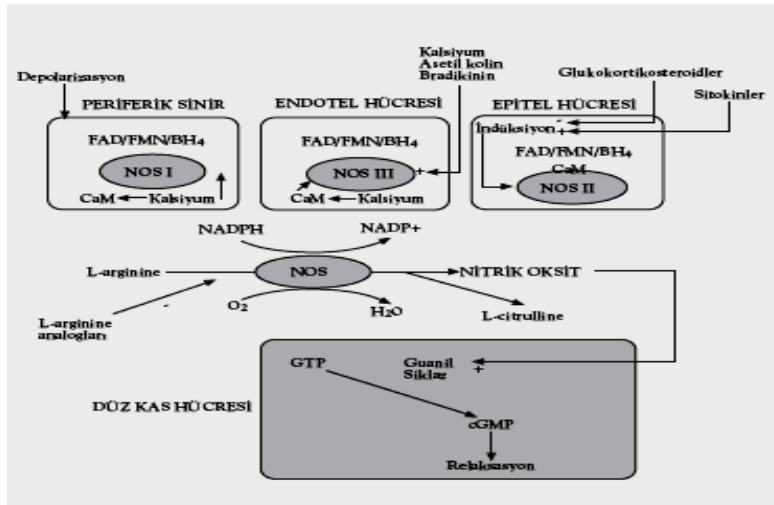 Kalsiyum
Asetil kolin
Bradikinin
Glukokortikosteroidler
Depolarizasyon
Sitokinler
PERİFERİK SİNİR
ENDOTEL HÜCRESİ
EPİTEL HÜCRESİ
-
İndüksiyon +
FAD/FMN/BH4
FAD/FMN/BH4
FAD/FMN/BH4
CaM
NOS I
NOS III +
NOS II
CaM Kalsiyum
CaM Kalsiyum
NADPH NADP+
L-arginine NOS NİTRİK OKSİT
O2 H2O
L-citrulline
-
L-arginine
analogları
GTP
Guanil
Siklaz +
DÜZ KAS HÜCRESİ
cGMP
Relaksasyon